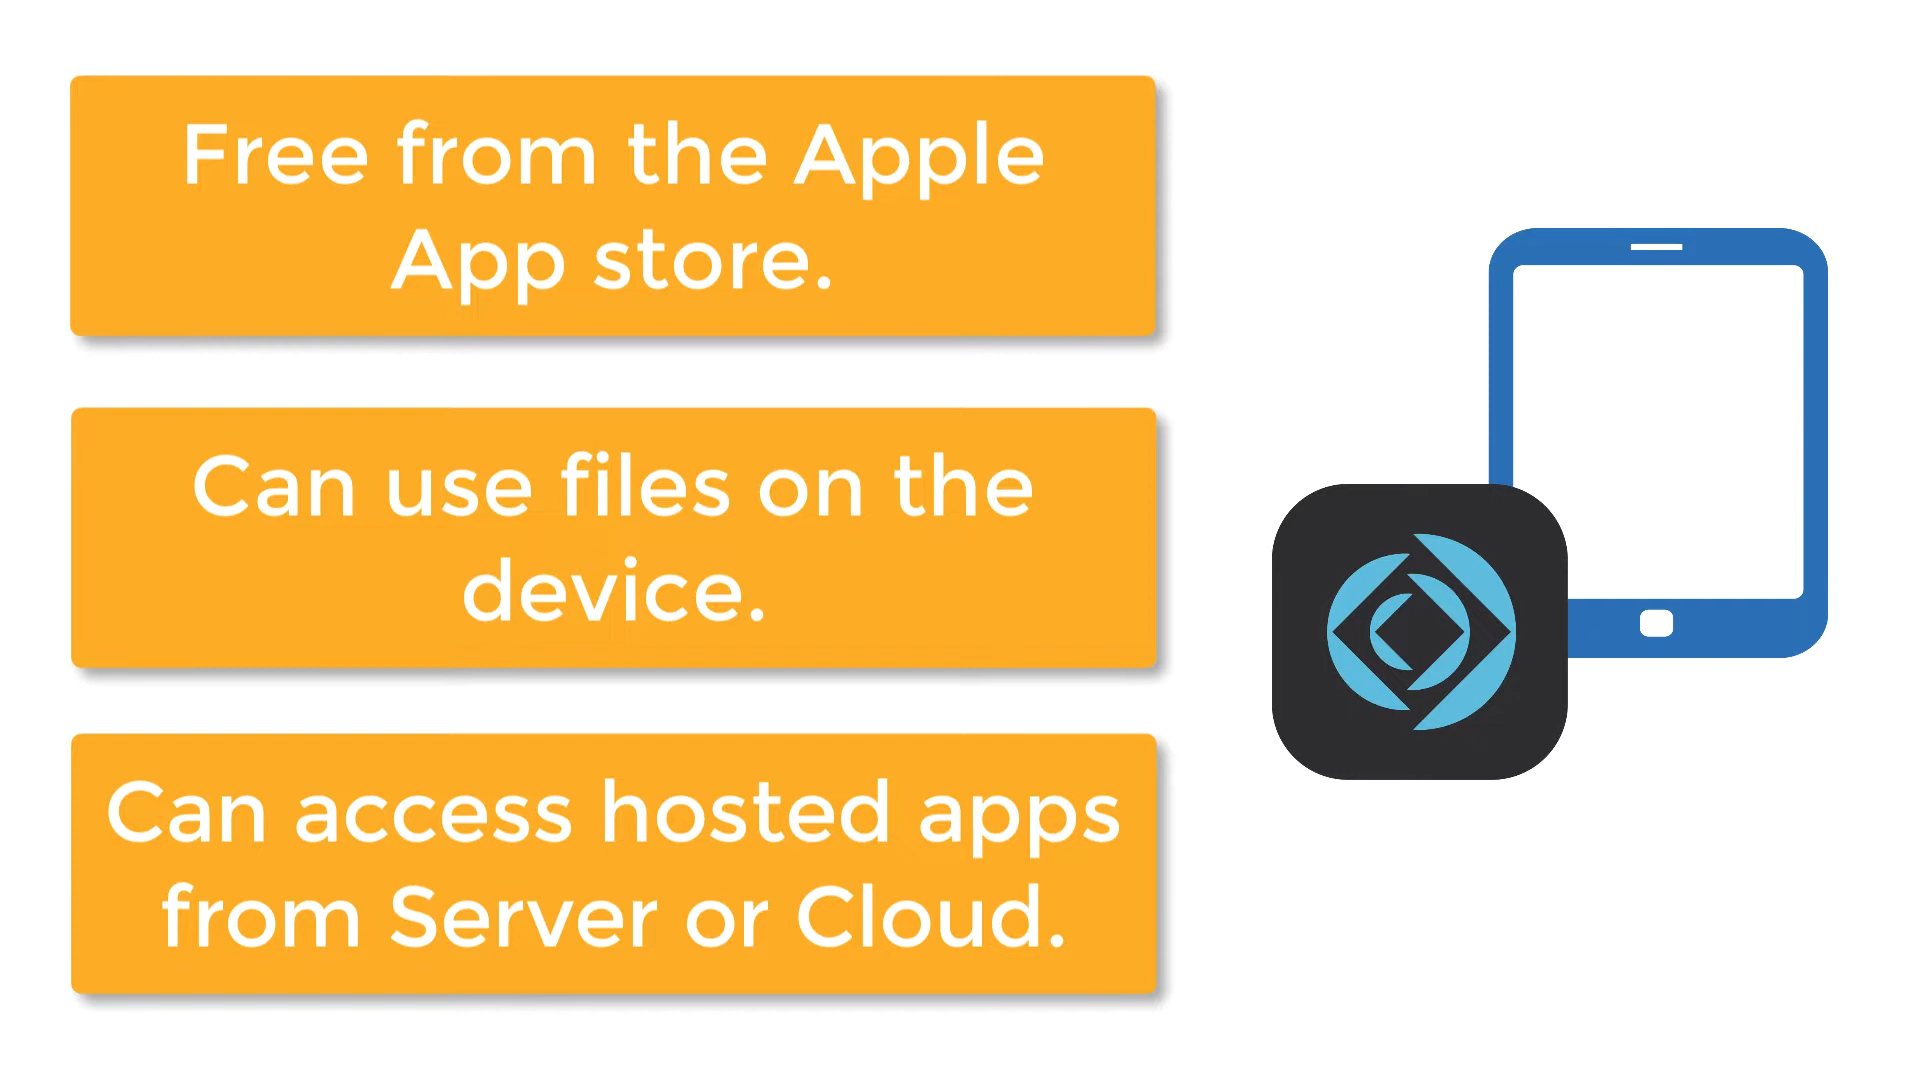 Free from the Apple
App store.
Can use files on the
device.
Can access hosted apps
from Server or Cloud.